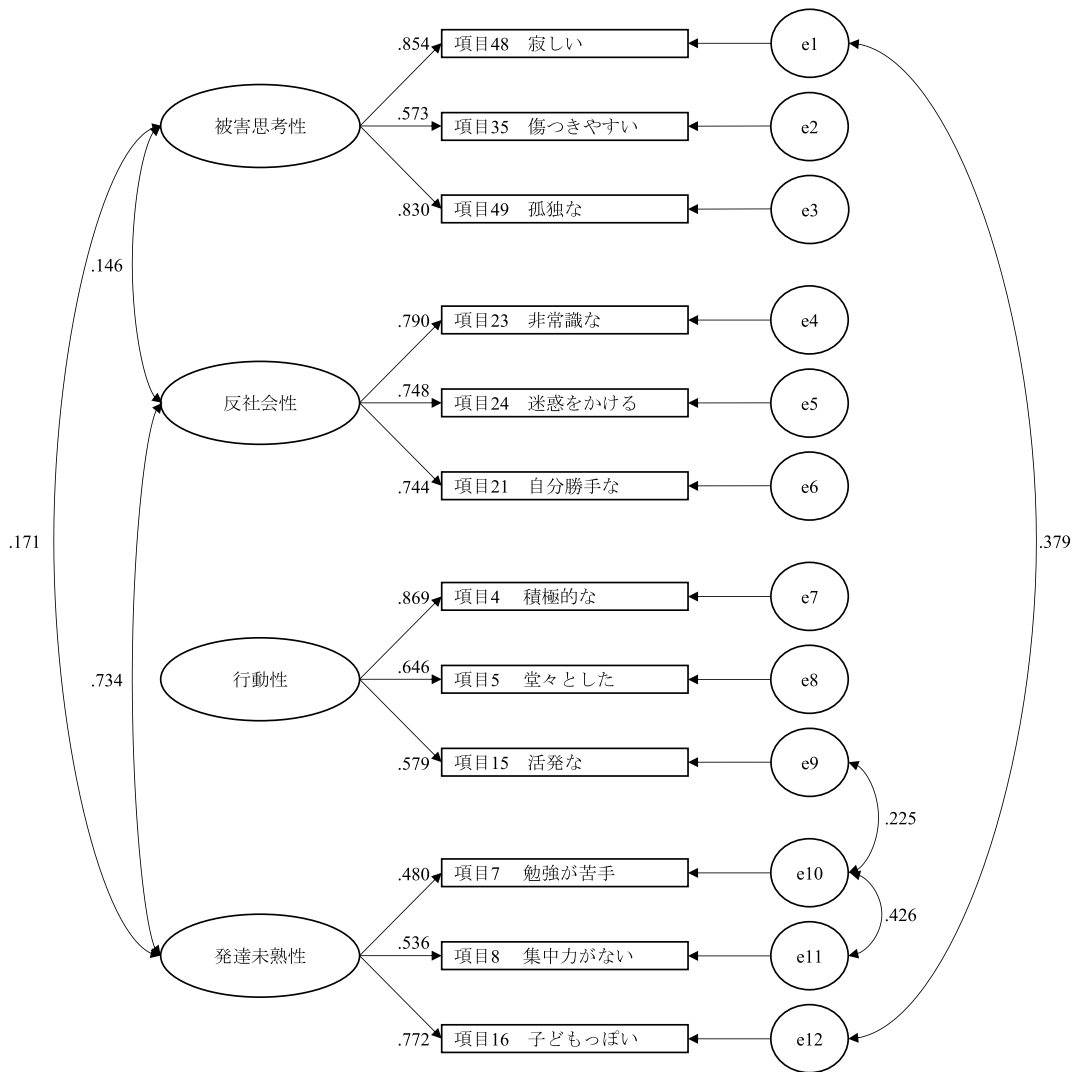 .854 項目48 寂しい e1
被害思考性 .573 項目35 傷つきやすい e2
.830 項目49 孤独な e3
.146
.790 項目23 非常識な e4
反社会性 .748 項目24 迷惑をかける e5
.744 項目21 自分勝手な e6
.171 .379
.869 項目4 積極的な e7
.734 行動性 .646 項目5 堂々とした e8
.579 項目15 活発な e9
.225
.480 項目7 勉強が苦手 e10
.426
発達未熟性 .536 項目8 集中力がない e11
.772 項目16 子どもっぽい e12